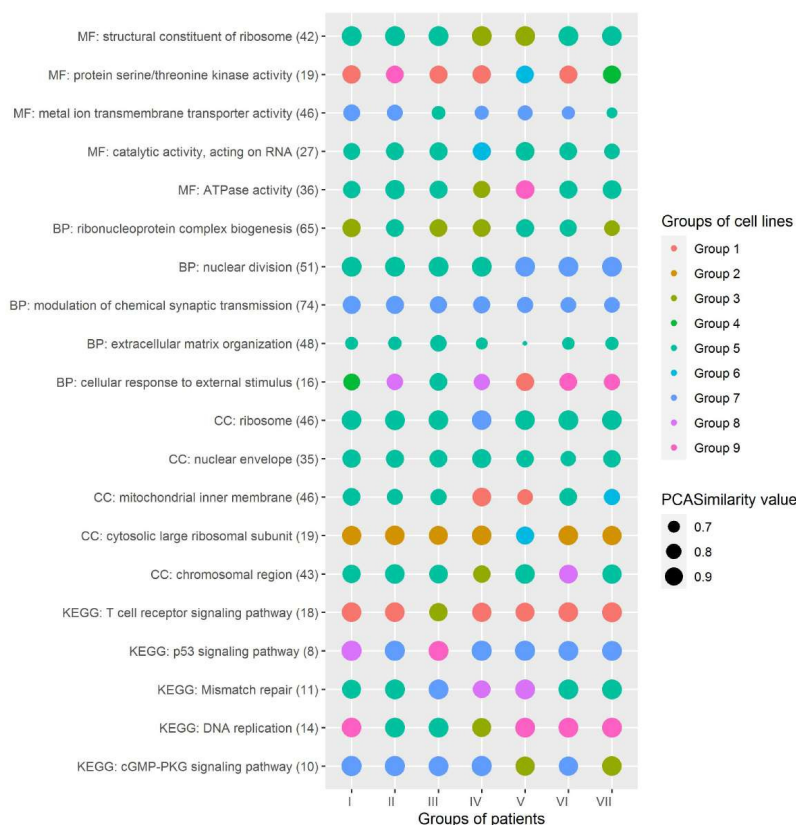 MF: structural constituent of ribosome (42)
MF: protein serine/threonine kinase activity (19)
MF: metal ion transmembrane transporter activity (46)
MF: catalytic activity, acting on RNA (27)
MF: ATPase activity (36)
BP: ribonucleoprotein complex biogenesis (65)
BP: nuclear division (51)
BP: modulation of chemical synaptic transmission (74)
BP: extracellular matrix organization (48)
BP: cellular response to external stimulus (16)
CC: ribosome (46)
CC: nuclear envelope (35)
CC: mitochondrial inner membrane (46)
CC: cytosolic large ribosomal subunit (19)
CC: chromosomal region (43)
KEGG: T cell receptor signaling pathway (18)
KEGG: p53 signaling pathway (8)
KEGG: Mismatch repair (11)
KEGG: DNA replication (14)
KEGG: cGMP-PKG signaling pathway (10)
I II III IV V VI VII
Groups of patients
Groups of cell lines
Group 1
Group 2
Group 3
Group 4
Group 5
Group 6
Group 7
Group 8
Group 9
PCASimilarity value
0.7
0.8
0.9